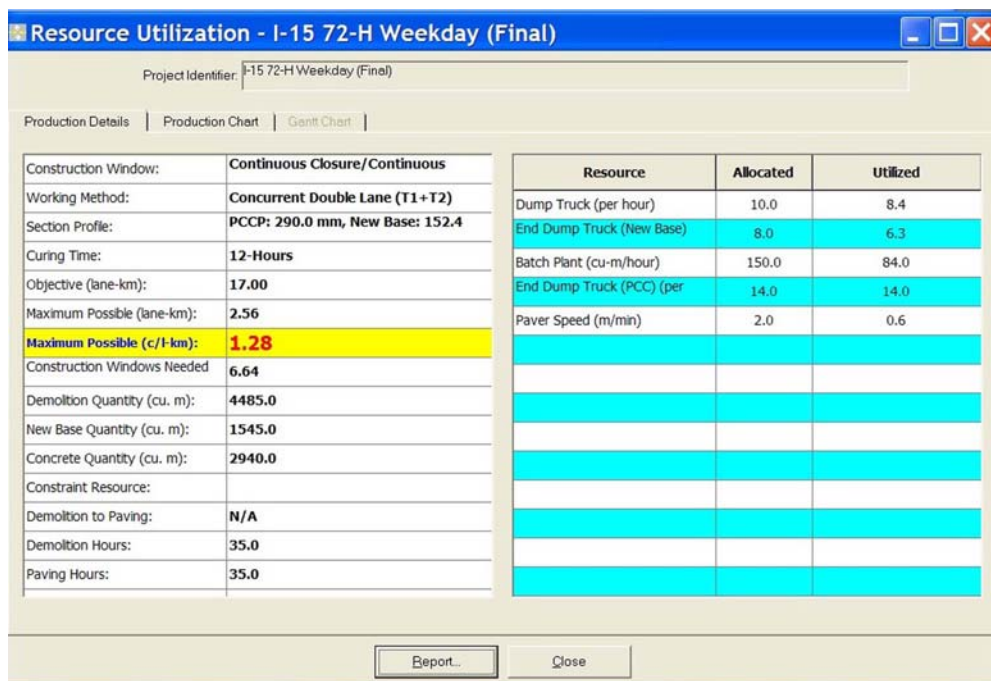 Resource Utilization - I-15 72-H Weekday (Final)
Project Identifier: I-15 72-H Weekday (Final)
Production Details | Production Chart | Gantt Chart |
Construction Window: Continuous Closure/Continuous
Working Method: Concurrent Double Lane (T1+T2)
Section Profile: PCCP: 290.0 mm, New Base: 152.4
Curing Time: 12-Hours
Objective (lane-km): 17.00
Maximum Possible (lane-km): 2.56
Maximum Possible (c/l-km): 1.28
Construction Windows Needed 6.64
Demolition Quantity (cu. m): 4485.0
New Base Quantity (cu. m): 1545.0
Concrete Quantity (cu. m): 2940.0
Constraint Resource:
Demolition to Paving: N/A
Demolition Hours: 35.0
Paving Hours: 35.0
Resource Allocated Utilized
Dump Truck (per hour) 10.0 8.4
End Dump Truck (New Base) 8.0 6.3
Batch Plant (cu-m/hour) 150.0 84.0
End Dump Truck (PCC) (per 14.0 14.0
Paver Speed (m/min) 2.0 0.6
Report... Close